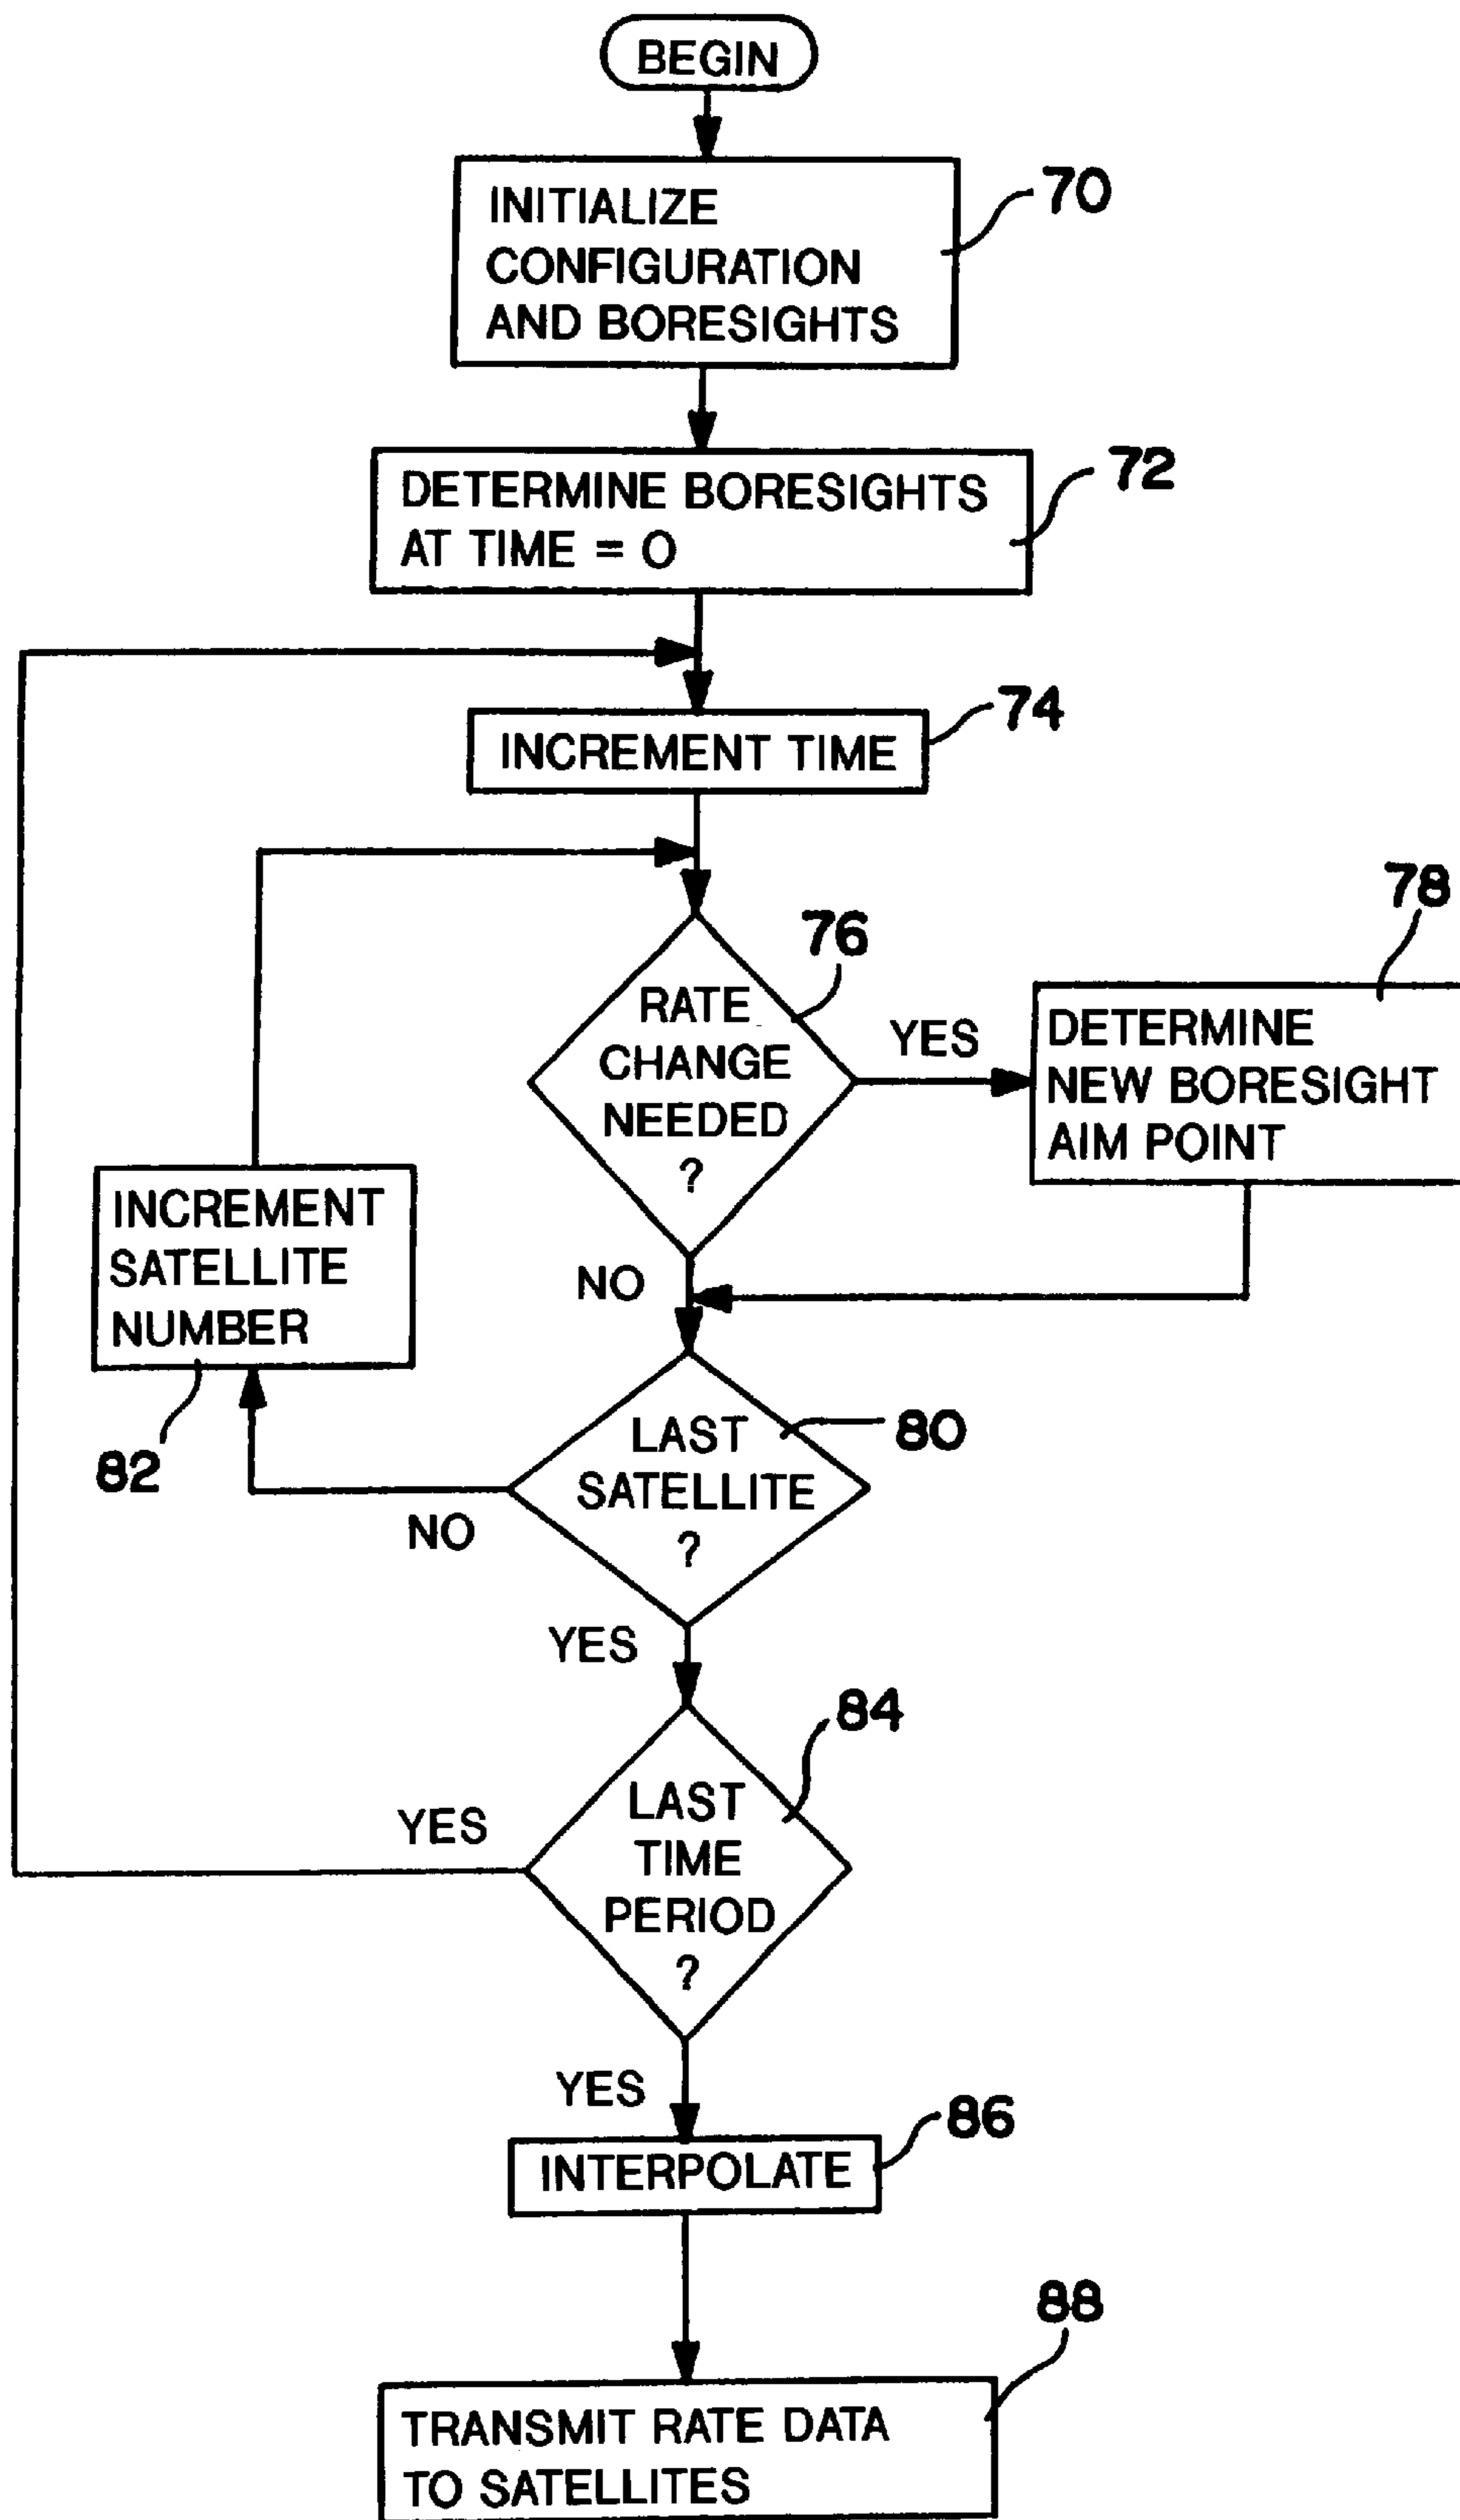 BEGIN
INITIALIZE
CONFIGURATION
AND BORESIGHTS
70
DETERMINE BORESIGHTS
AT TIME = 0
72
INCREMENT TIME
74
RATE
CHANGE
NEEDED
?
76
YES
NO
DETERMINE
NEW BORESIGHT
AIM POINT
78
INCREMENT
SATELLITE
NUMBER
82
LAST
SATELLITE
?
80
NO
YES
LAST
TIME
PERIOD
?
84
YES
YES
INTERPOLATE
86
TRANSMIT RATE DATA
TO SATELLITES
88